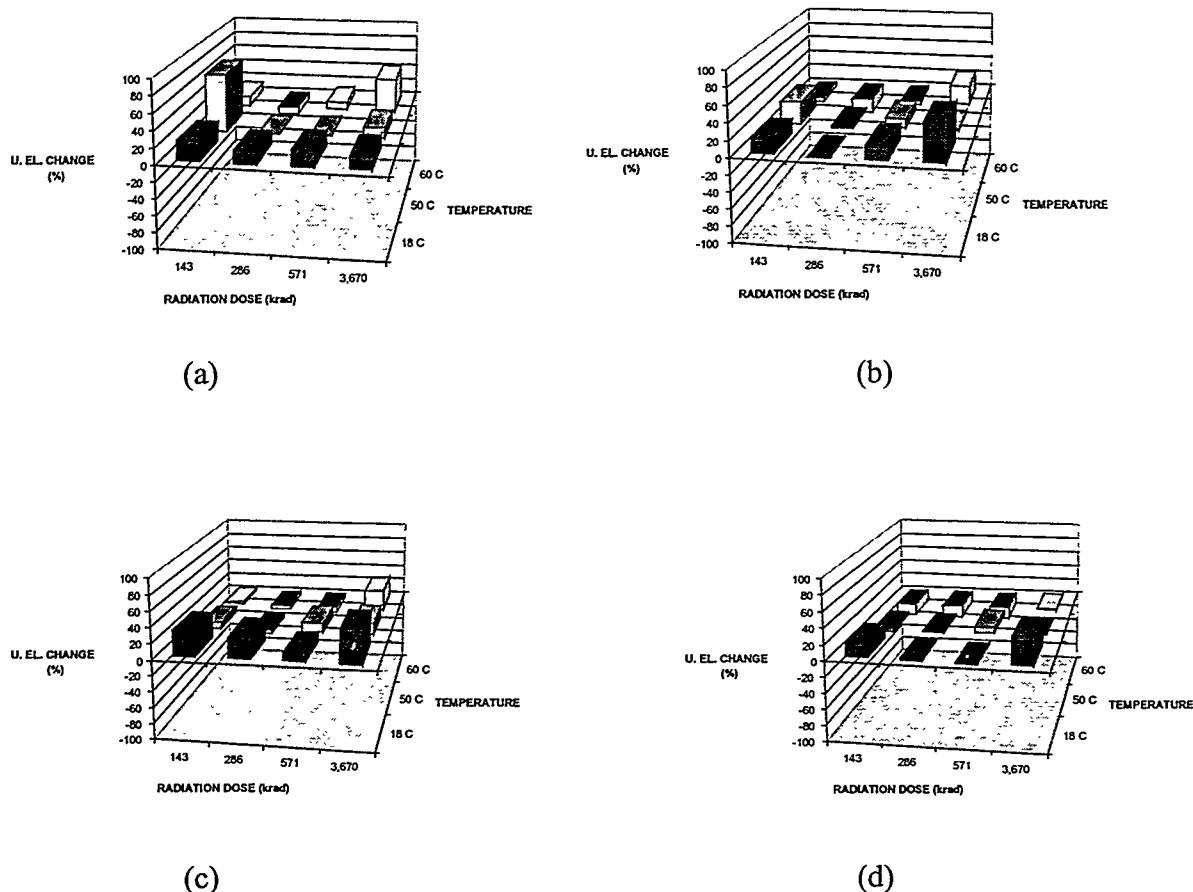 100
80
60
40
20
0
-20
-40
-60
-80
-100
U. EL. CHANGE
(%)
60 C
50 C
18 C
TEMPERATURE
143
286
571
3,670
RADIATION DOSE (krad)
(a)
100
80
60
40
20
0
-20
-40
-60
-80
-100
U. EL. CHANGE
(%)
60 C
50 C
18 C
TEMPERATURE
143
286
571
3,670
RADIATION DOSE (krad)
(b)
100
80
60
40
20
0
-20
-40
-60
-80
-100
U. EL. CHANGE
(%)
60 C
50 C
18 C
TEMPERATURE
143
286
571
3,670
RADIATION DOSE (krad)
(c)
100
80
60
40
20
0
-20
-40
-60
-80
-100
U. EL. CHANGE
(%)
60 C
50 C
18 C
TEMPERATURE
143
286
571
3,670
RADIATION DOSE (krad)
(d)